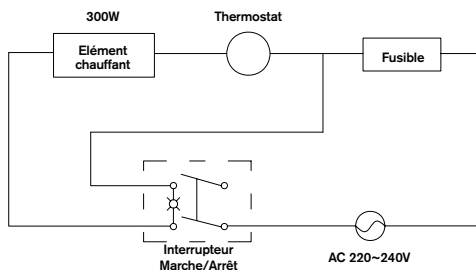 300W
Thermostat
Elément
chauffant
Fusible
Interrupteur
Marche/Arrêt
AC 220~240V